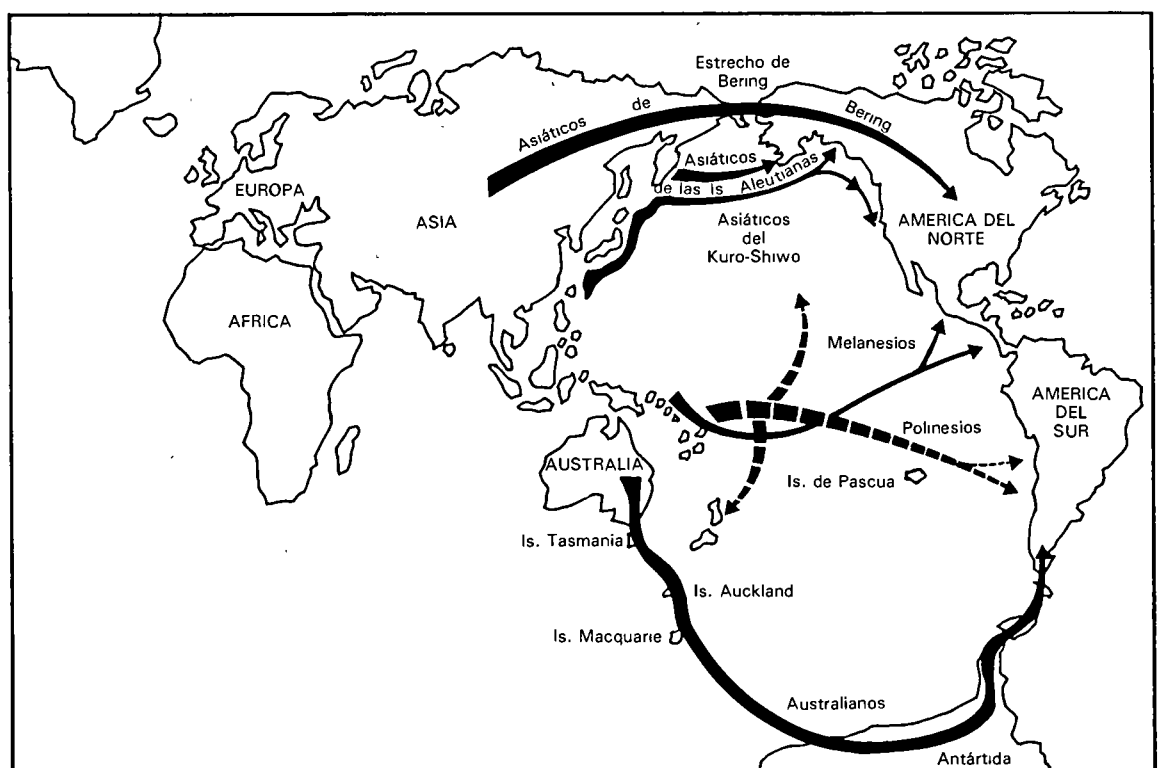 Estrecho de
Bering
Asiáticos de Bering
Asiáticos
de las is Aleutianas
EUROPA
ASIA
Asiáticos
del
Kuro-Shiwo
AMERICA DEL
NORTE
AFRICA
Melanesios
AMERICA
DEL
SUR
Polinesios
AUSTRALIA
Is. de Pascua
Is. Tasmania
Is. Auckland
Is. Macquarie
Australianos
Antártida